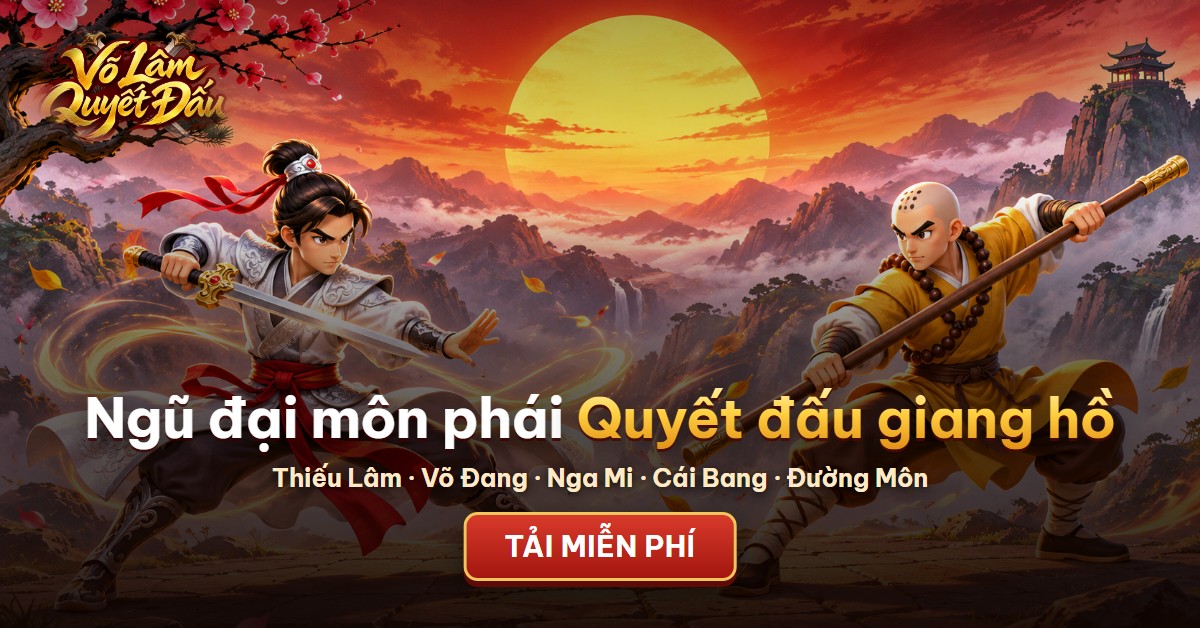 Võ Lâm
Quyết Đấu
Ngũ đại môn phái Quyết đấu giang hồ
Thiếu Lâm · Võ Đang · Nga Mi · Cái Bang · Đường Môn
TẢI MIỄN PHÍ